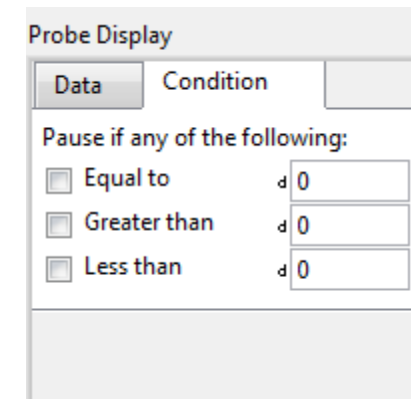 Probe Display
Data Condition
Pause if any of the following:
Equal to d 0
Greater than d 0
Less than d 0